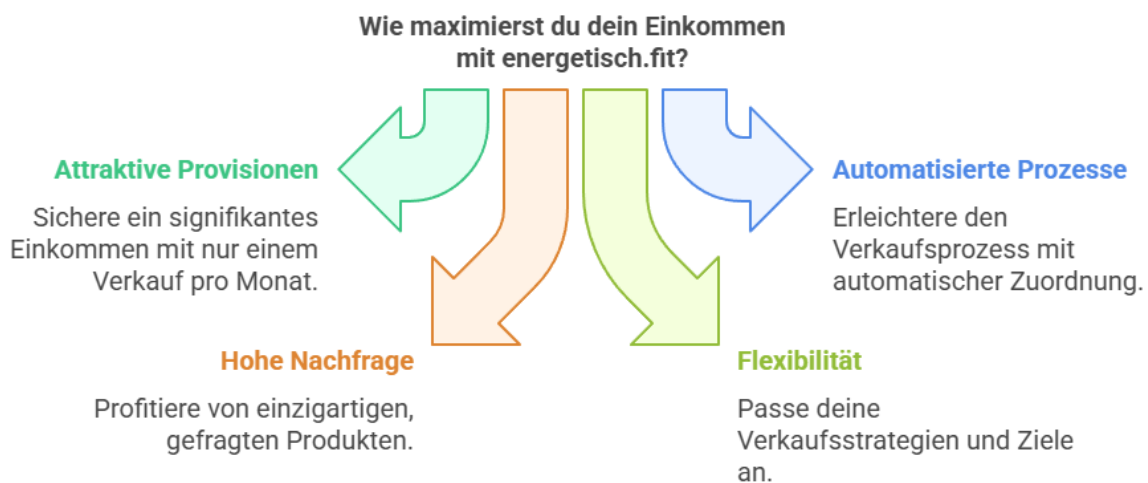 Wie maximierst du dein Einkommen
mit energetisch.fit?
Attraktive Provisionen
Sichere ein signifikantes
Einkommen mit nur einem
Verkauf pro Monat.
Automatisierte Prozesse
Erleichtere den
Verkaufsprozess mit
automatischer Zuordnung.
Hohe Nachfrage
Profitiere von einzigartigen,
gefragten Produkten.
Flexibilität
Passe deine
Verkaufsstrategien und Ziele
an.